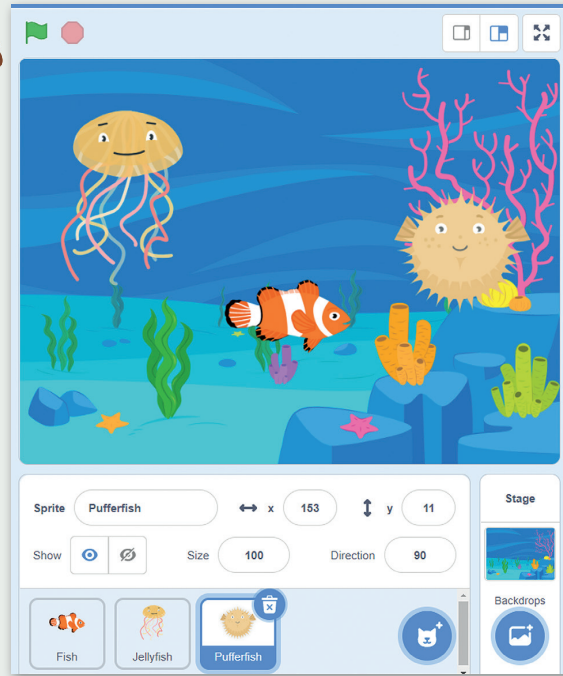 Sprite Pufferfish x 153 y 11
Show Size 100 Direction 90
Stage
Backdrops
Fish Jellyfish Pufferfish